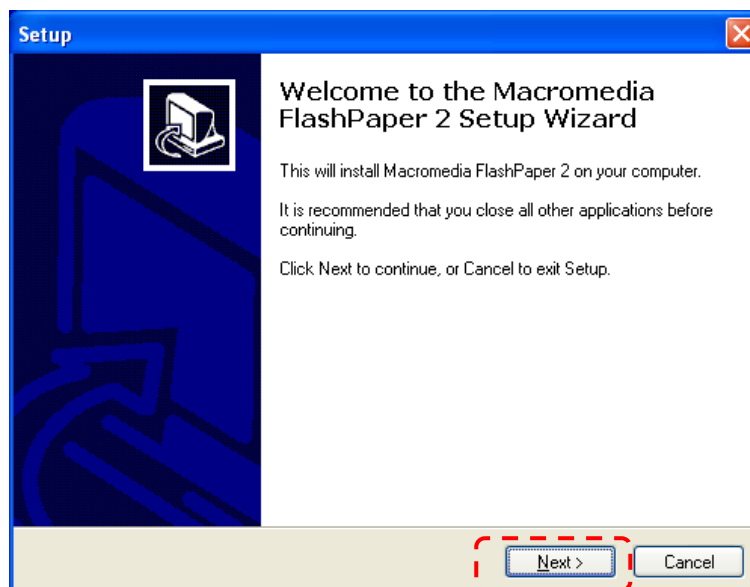 Setup
Welcome to the Macromedia
FlashPaper 2 Setup Wizard
This will install Macromedia FlashPaper 2 on your computer.
It is recommended that you close all other applications before
continuing.
Click Next to continue, or Cancel to exit Setup.
Next >
Cancel